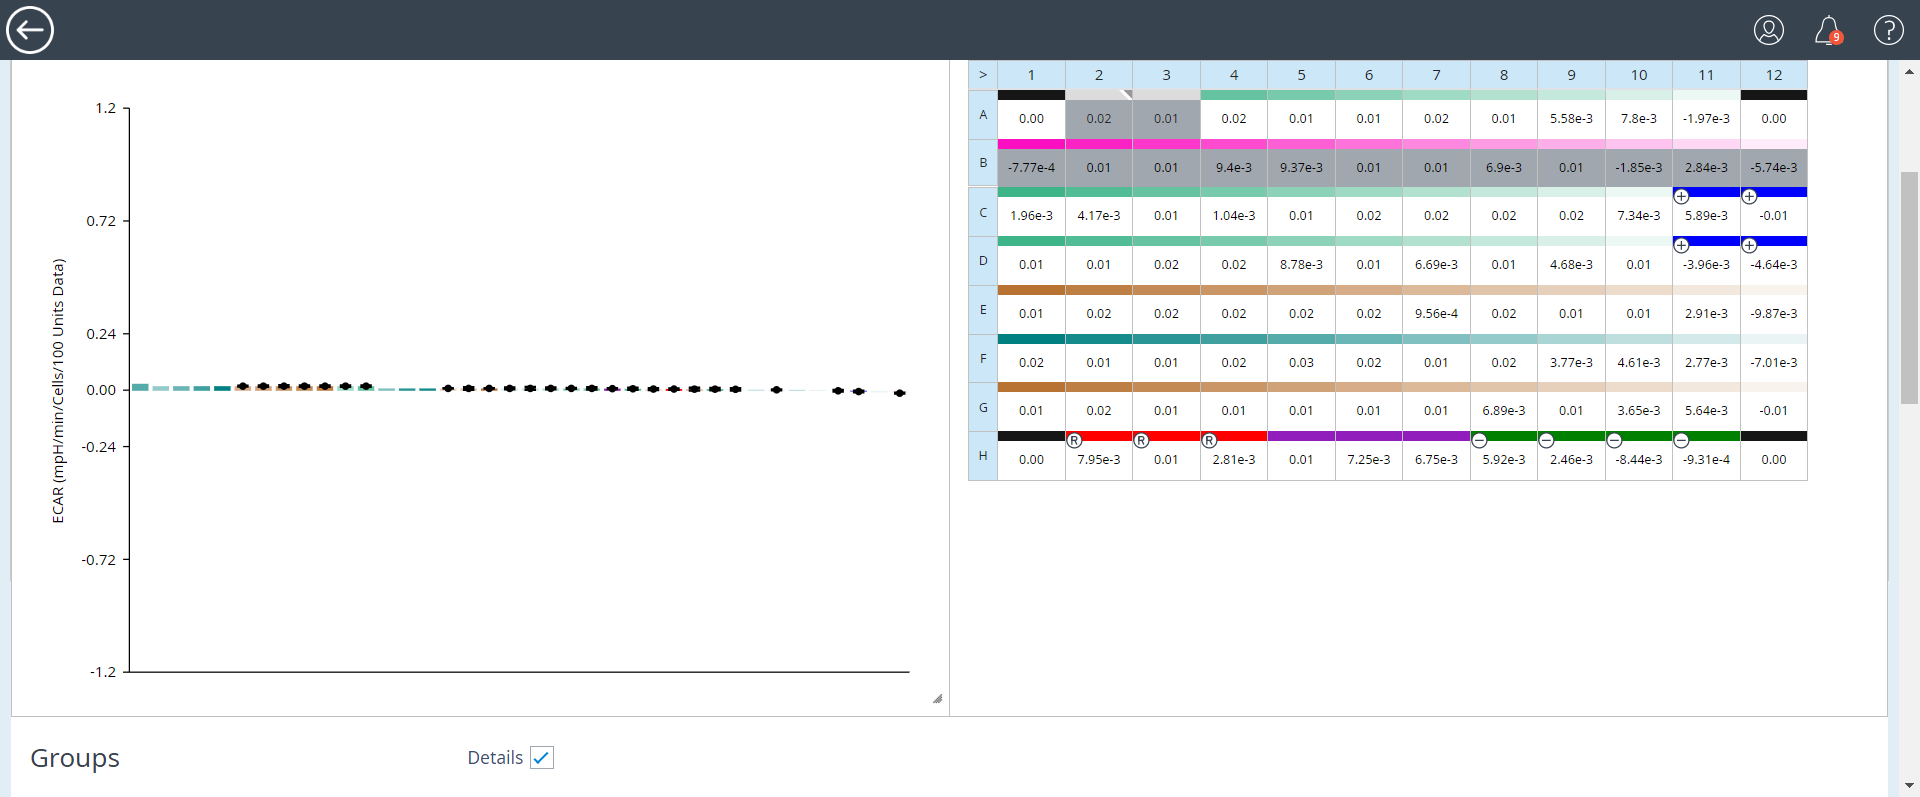 9
?
1.2
0.72
0.24
0.00
-0.24
-0.72
-1.2
ECAR (mpH/min/Cells/100 Units Data)
> 1 2 3 4 5 6 7 8 9 10 11 12
A 0.00 0.02 0.01 0.02 0.01 0.01 0.02 0.01 5.58e-3 7.8e-3 -1.97e-3 0.00
B -7.77e-4 0.01 0.01 9.4e-3 9.37e-3 0.01 0.01 6.9e-3 0.01 -1.85e-3 2.84e-3 -5.74e-3
+ +
C 1.96e-3 4.17e-3 0.01 1.04e-3 0.01 0.02 0.02 0.02 0.02 7.34e-3 5.89e-3 -0.01
+ +
D 0.01 0.01 0.02 0.02 8.78e-3 0.01 6.69e-3 0.01 4.68e-3 0.01 -3.96e-3 -4.64e-3
E 0.01 0.02 0.02 0.02 0.02 0.02 9.56e-4 0.02 0.01 0.01 2.91e-3 -9.87e-3
F 0.02 0.01 0.01 0.02 0.03 0.02 0.01 0.02 3.77e-3 4.61e-3 2.77e-3 -7.01e-3
G 0.01 0.02 0.01 0.01 0.01 0.01 0.01 6.89e-3 0.01 3.65e-3 5.64e-3 -0.01
R R R − − − −
H 0.00 7.95e-3 0.01 2.81e-3 0.01 7.25e-3 6.75e-3 5.92e-3 2.46e-3 -8.44e-3 -9.31e-4 0.00
Groups
Details